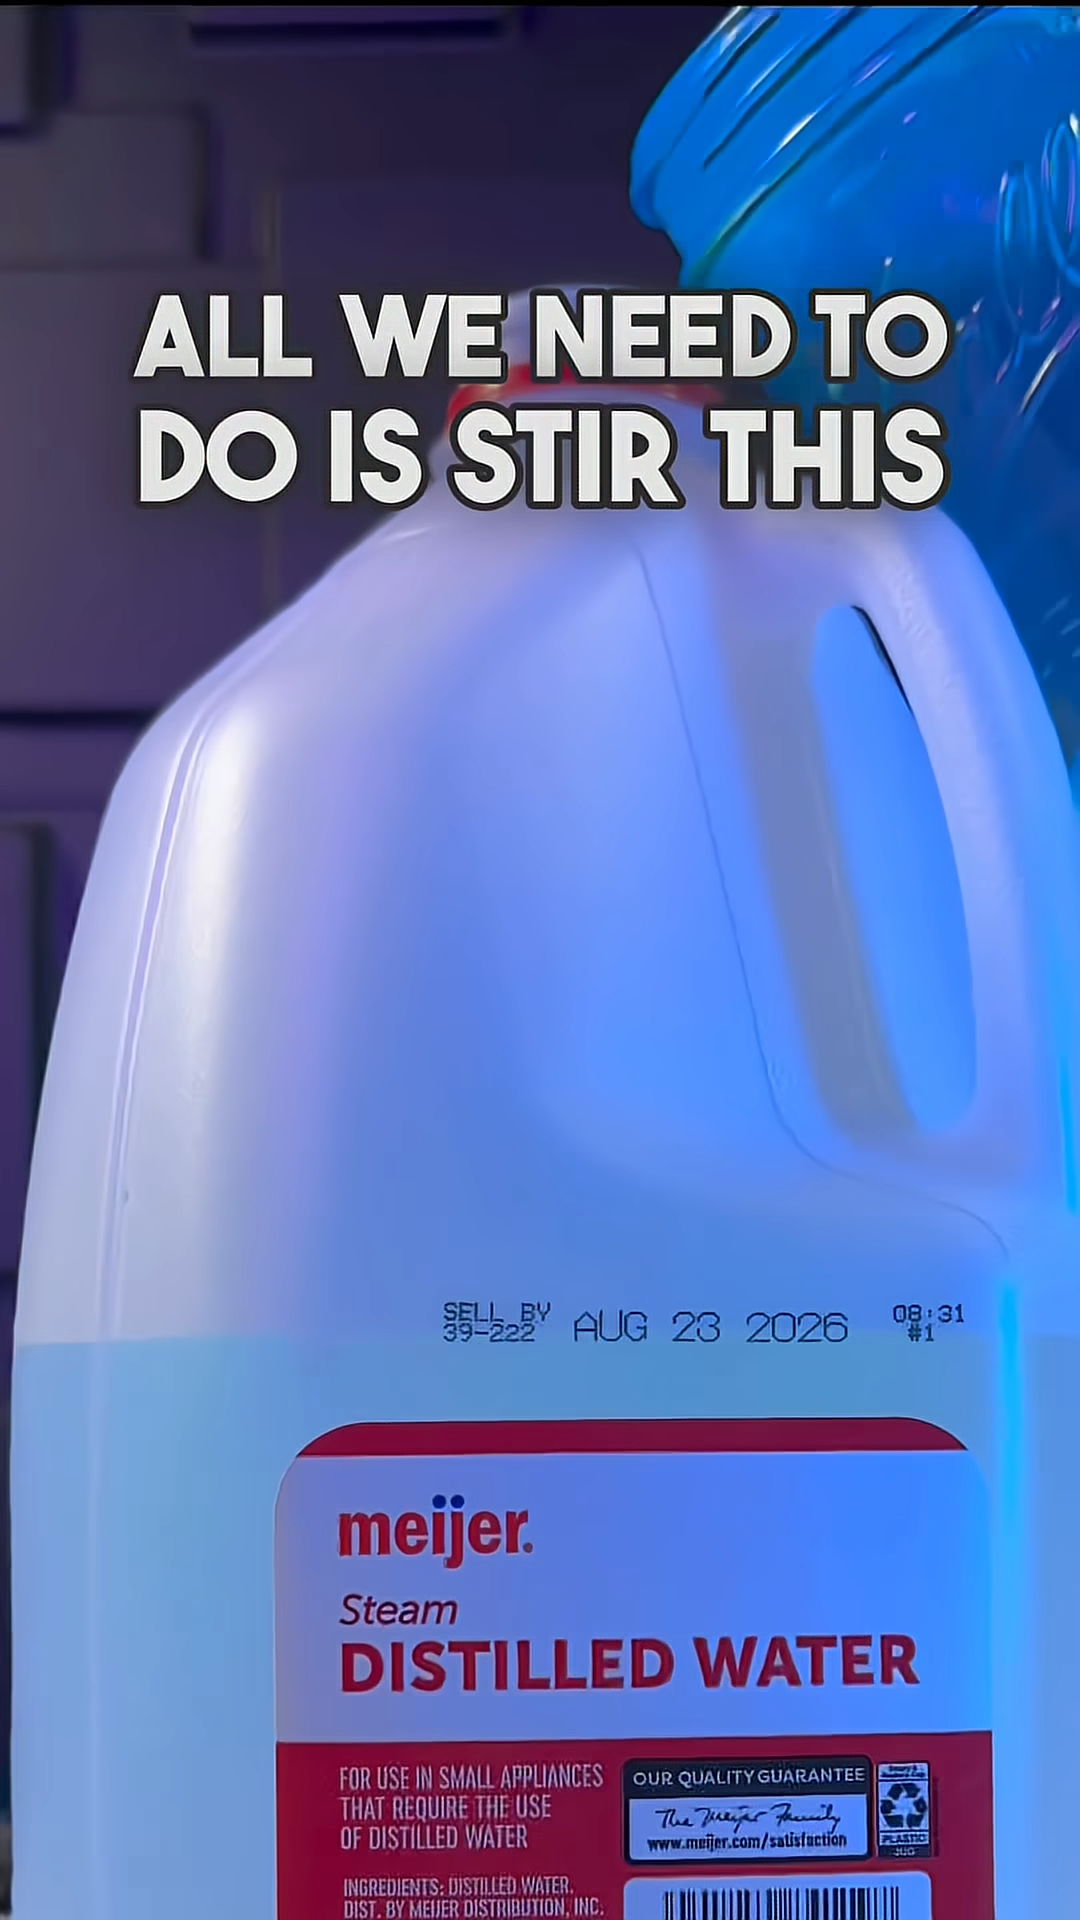 ALL WE NEED TO
DO IS STIR THIS
SELL BY
39-222
AUG 23 2026
08:31
#1
meijer.
Steam
DISTILLED WATER
FOR USE IN SMALL APPLIANCES
THAT REQUIRE THE USE
OF DISTILLED WATER
OUR QUALITY GUARANTEE
The Meijer Family
www.meijer.com/satisfaction
PLASTIC
JUG
INGREDIENTS: DISTILLED WATER.
DIST. BY MEIJER DISTRIBUTION, INC.